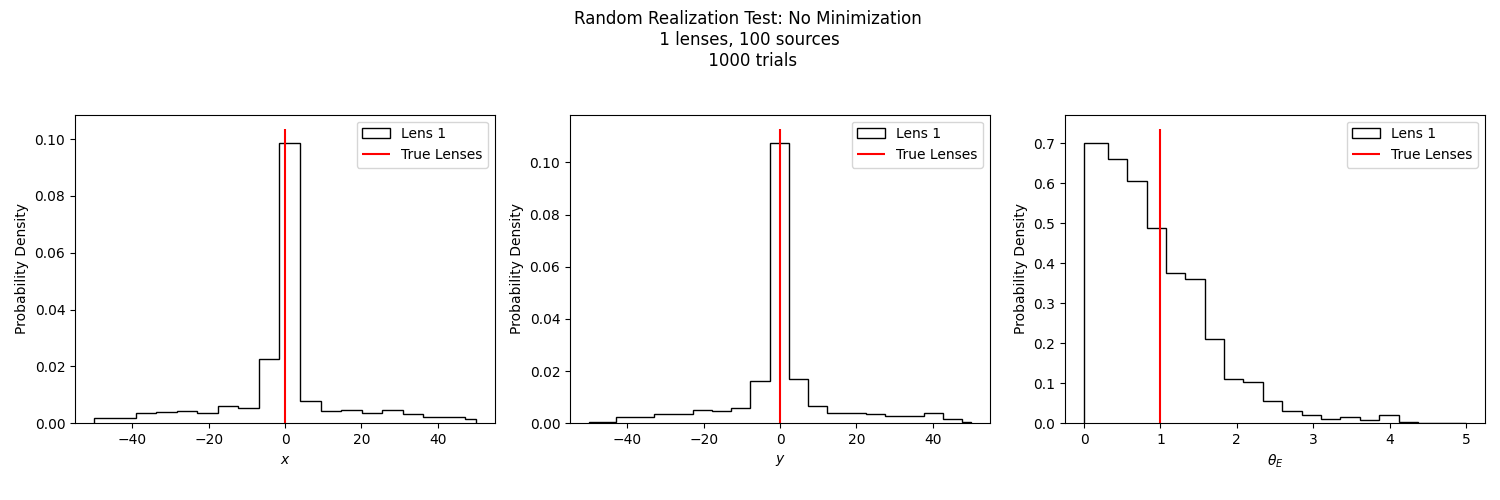 Random Realization Test: No Minimization
1 lenses, 100 sources
1000 trials
Probability Density
0.00
0.02
0.04
0.06
0.08
0.10
−40
−20
0
20
40
x
Lens 1
True Lenses
Probability Density
0.00
0.02
0.04
0.06
0.08
0.10
−40
−20
0
20
40
y
Lens 1
True Lenses
Probability Density
0.0
0.1
0.2
0.3
0.4
0.5
0.6
0.7
0
1
2
3
4
5
θ_E
Lens 1
True Lenses